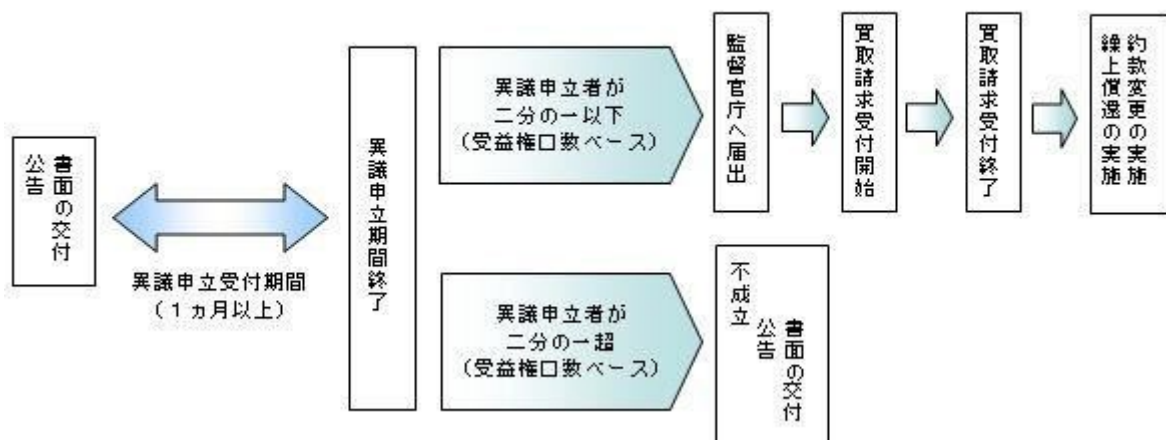 書面の交付
公告
異議申立受付期間
(1ヵ月以上)
異議申立期間終了
異議申立者が
二分の一以下
(受益権口数ベース)
監督官庁へ届出
買取請求受付開始
買取請求受付終了
約款変更の実施
繰上償還の実施
異議申立者が
二分の一超
(受益権口数ベース)
不成立
書面の交付
公告